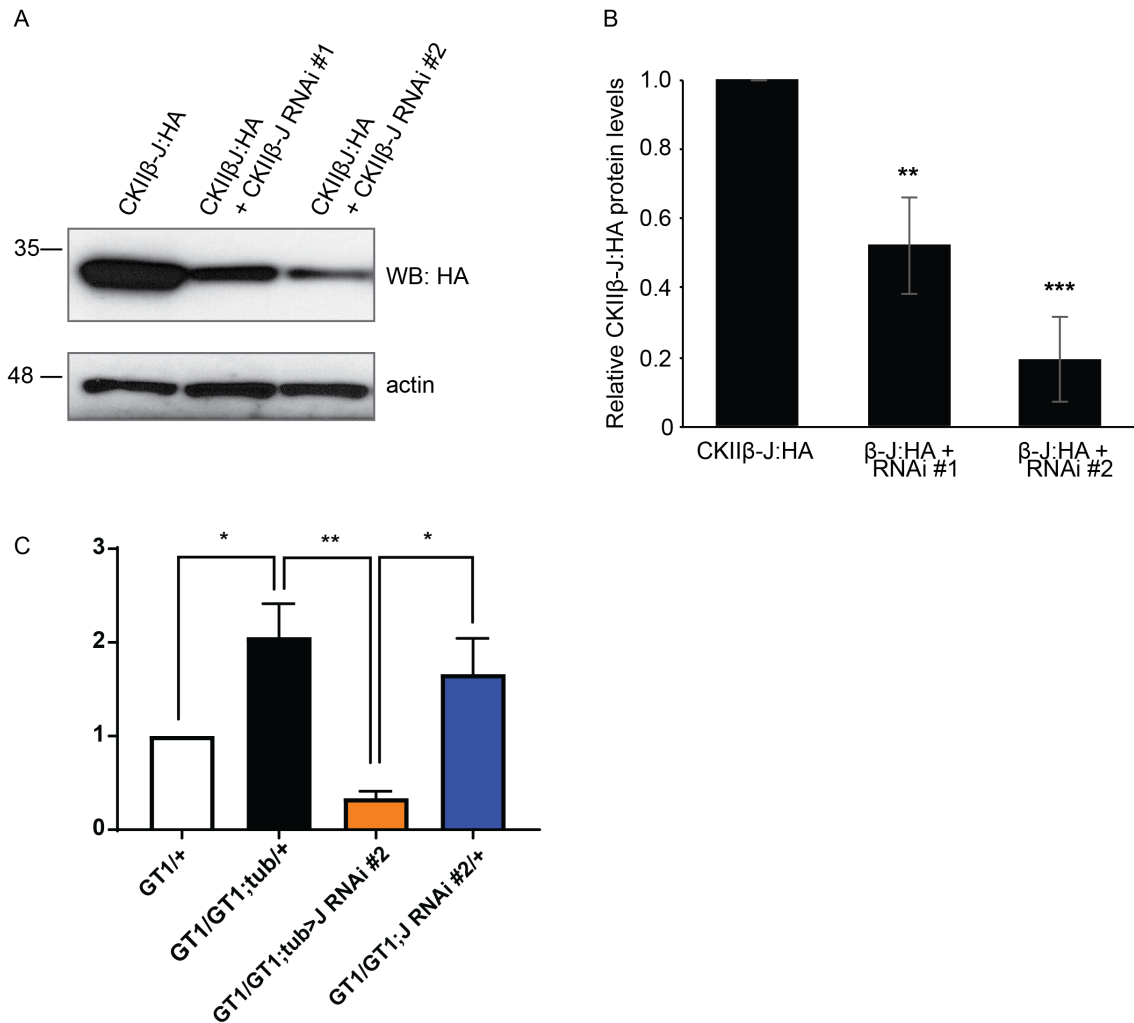 A
CKIIβ-J:HA
CKIIβJ:HA
+ CKIIβ-J RNAi #1
CKIIβJ:HA
+ CKIIβ-J RNAi #2
35
WB: HA
48
actin
B
Relative CKIIβ-J:HA protein levels
1.0
0.8
0.6
0.4
0.2
0
**
***
CKIIβ-J:HA
β-J:HA +
RNAi #1
β-J:HA +
RNAi #2
C
3
2
1
0
*
**
*
GT1/+
GT1/GT1;tub/+
GT1/GT1;tub>J RNAi #2
GT1/GT1;J RNAi #2/+